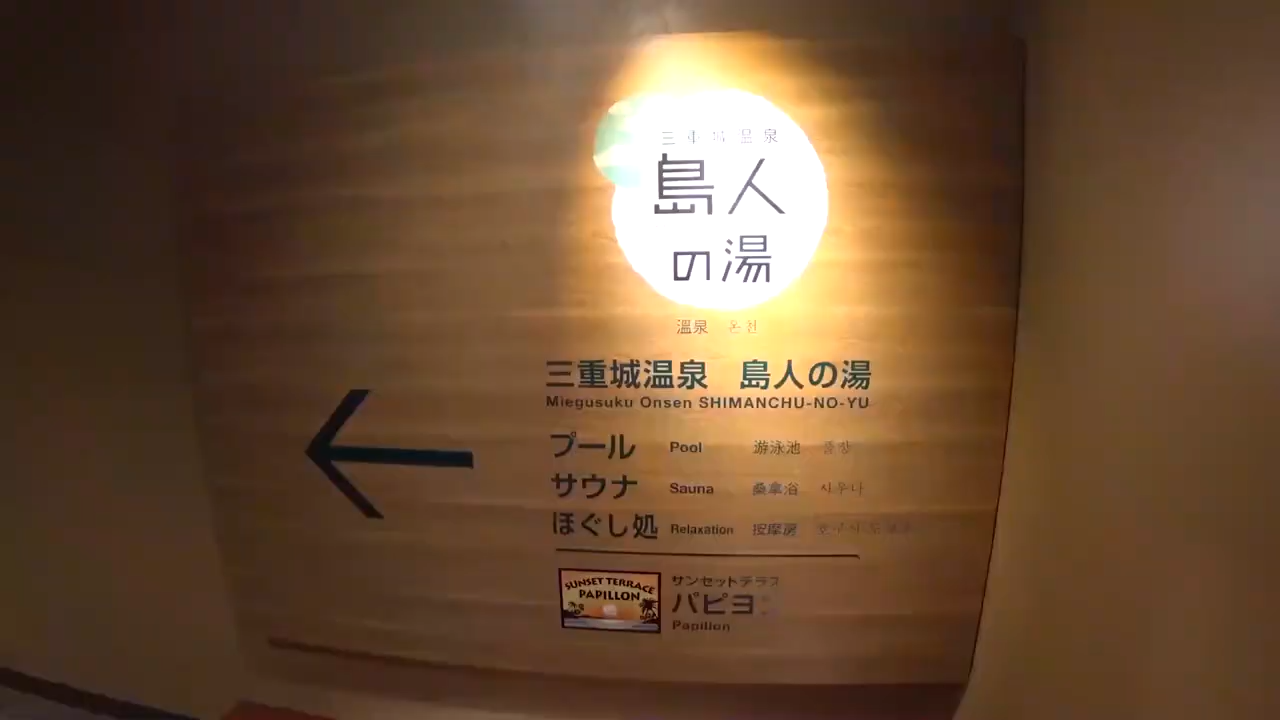 三重城温泉
島人
の湯
溫泉 온천
三重城温泉 島人の湯
Miegusuku Onsen SHIMANCHU-NO-YU
プール Pool 游泳池 풀장
サウナ Sauna 桑拿浴 사우나
ほぐし処 Relaxation 按摩房
SUNSET TERRACE
PAPILLON
サンセットテラス
パピヨ
Papillon